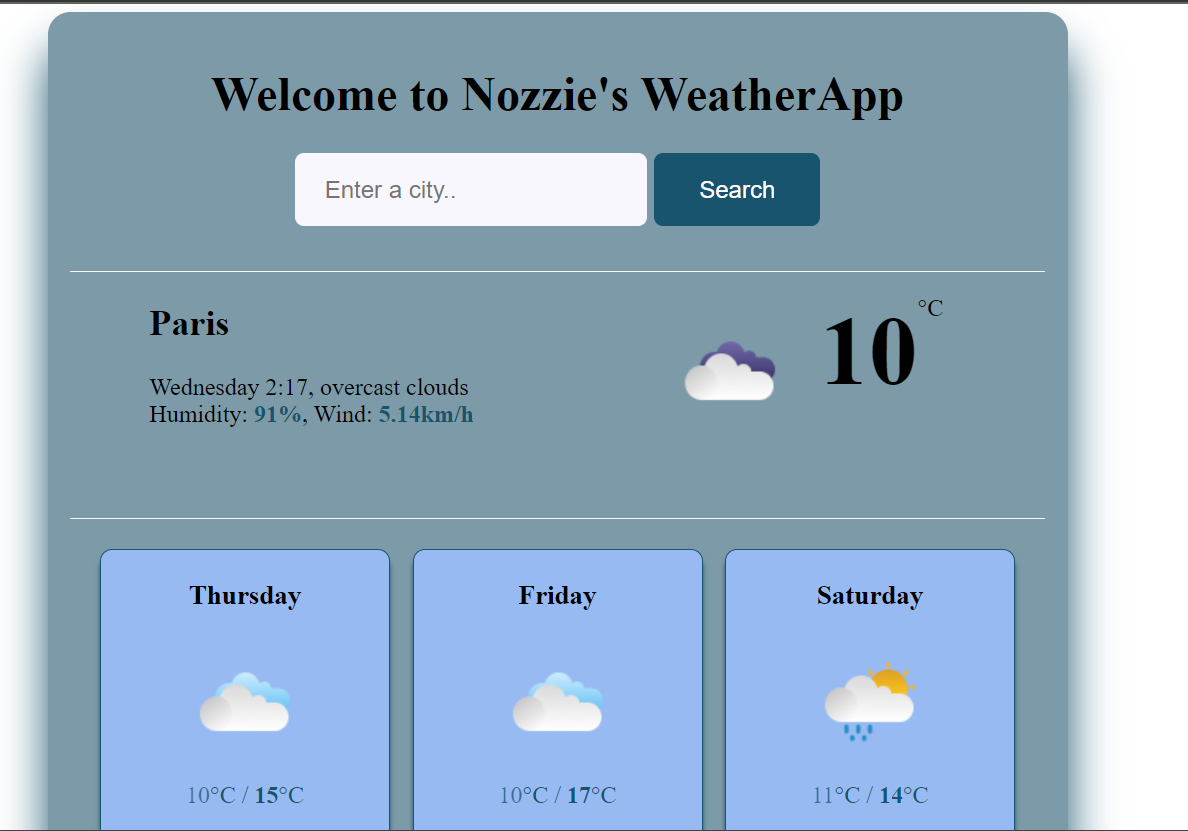 Welcome to Nozzie's WeatherApp
Enter a city..
Search
Paris
10
°C
Wednesday 2:17, overcast clouds
Humidity: 91%, Wind: 5.14km/h
Thursday
10°C / 15°C
Friday
10°C / 17°C
Saturday
11°C / 14°C